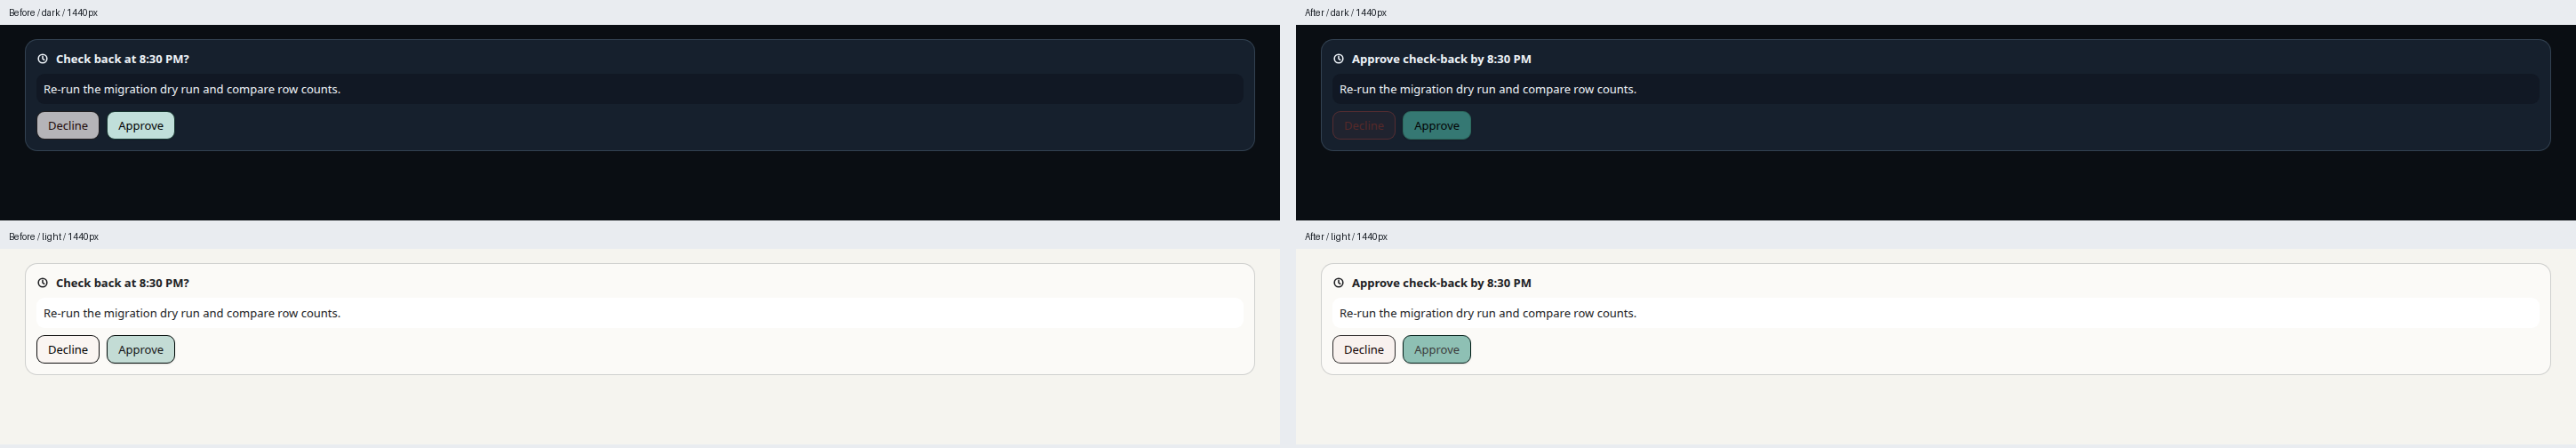 Before / dark / 1440px
Check back at 8:30 PM?
Re-run the migration dry run and compare row counts.
Decline
Approve
After / dark / 1440px
Approve check-back by 8:30 PM
Re-run the migration dry run and compare row counts.
Decline
Approve
Before / light / 1440px
Check back at 8:30 PM?
Re-run the migration dry run and compare row counts.
Decline
Approve
After / light / 1440px
Approve check-back by 8:30 PM
Re-run the migration dry run and compare row counts.
Decline
Approve